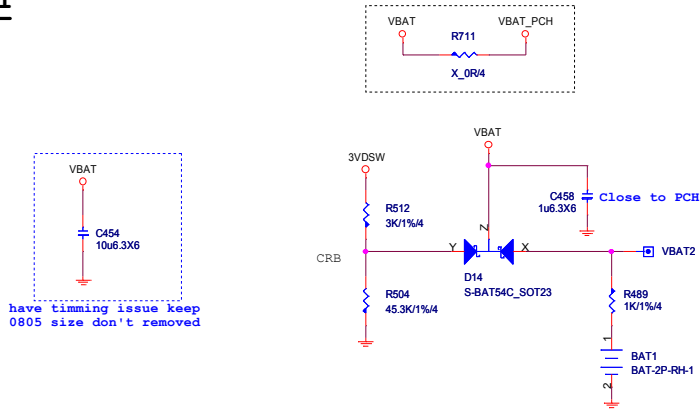 VBAT
VBAT_PCH
R711
X_0R/4
VBAT
C454
10u6.3X6
have timming issue keep
0805 size don't removed
3VDSW
R512
3K/1%/4
CRB
R504
45.3K/1%/4
VBAT
C458
1u6.3X6
Close to PCH
Y
Z
X
D14
S-BAT54C_SOT23
VBAT2
R489
1K/1%/4
1
BAT1
BAT-2P-RH-1
2